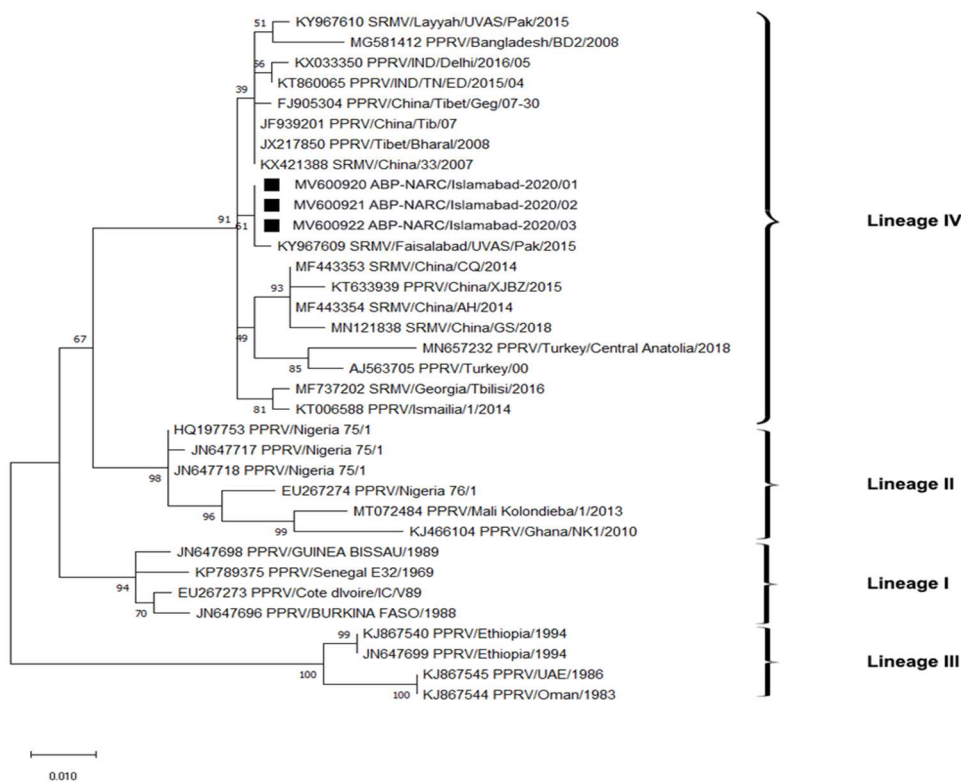 51
KY967610 SRMV/Layyah/UVAS/Pak/2015
MG581412 PPRV/Bangladesh/BD2/2008
56
KX033350 PPRV/IND/Delhi/2016/05
KT860065 PPRV/IND/TN/ED/2015/04
39
FJ905304 PPRV/China/Tibet/Geg/07-30
JF939201 PPRV/China/Tib/07
JX217850 PPRV/Tibet/Bharal/2008
KX421388 SRMV/China/33/2007
MV600920 ABP-NARC/Islamabad-2020/01
MV600921 ABP-NARC/Islamabad-2020/02
91
61
MV600922 ABP-NARC/Islamabad-2020/03
Lineage IV
KY967609 SRMV/Faisalabad/UVAS/Pak/2015
MF443353 SRMV/China/CQ/2014
93
KT633939 PPRV/China/XJBZ/2015
MF443354 SRMV/China/AH/2014
MN121838 SRMV/China/GS/2018
49
67
MN657232 PPRV/Turkey/Central Anatolia/2018
85
AJ563705 PPRV/Turkey/00
MF737202 SRMV/Georgia/Tbilisi/2016
81
KT006588 PPRV/Ismailia/1/2014
HQ197753 PPRV/Nigeria 75/1
JN647717 PPRV/Nigeria 75/1
JN647718 PPRV/Nigeria 75/1
98
Lineage II
EU267274 PPRV/Nigeria 76/1
96
MT072484 PPRV/Mali Kolondieba/1/2013
99
KJ466104 PPRV/Ghana/NK1/2010
JN647698 PPRV/GUINEA BISSAU/1989
KP789375 PPRV/Senegal E32/1969
94
Lineage I
EU267273 PPRV/Cote dIvoire/IC/V89
70
JN647696 PPRV/BURKINA FASO/1988
99
KJ867540 PPRV/Ethiopia/1994
JN647699 PPRV/Ethiopia/1994
Lineage III
100
KJ867545 PPRV/UAE/1986
100
KJ867544 PPRV/Oman/1983
0.010